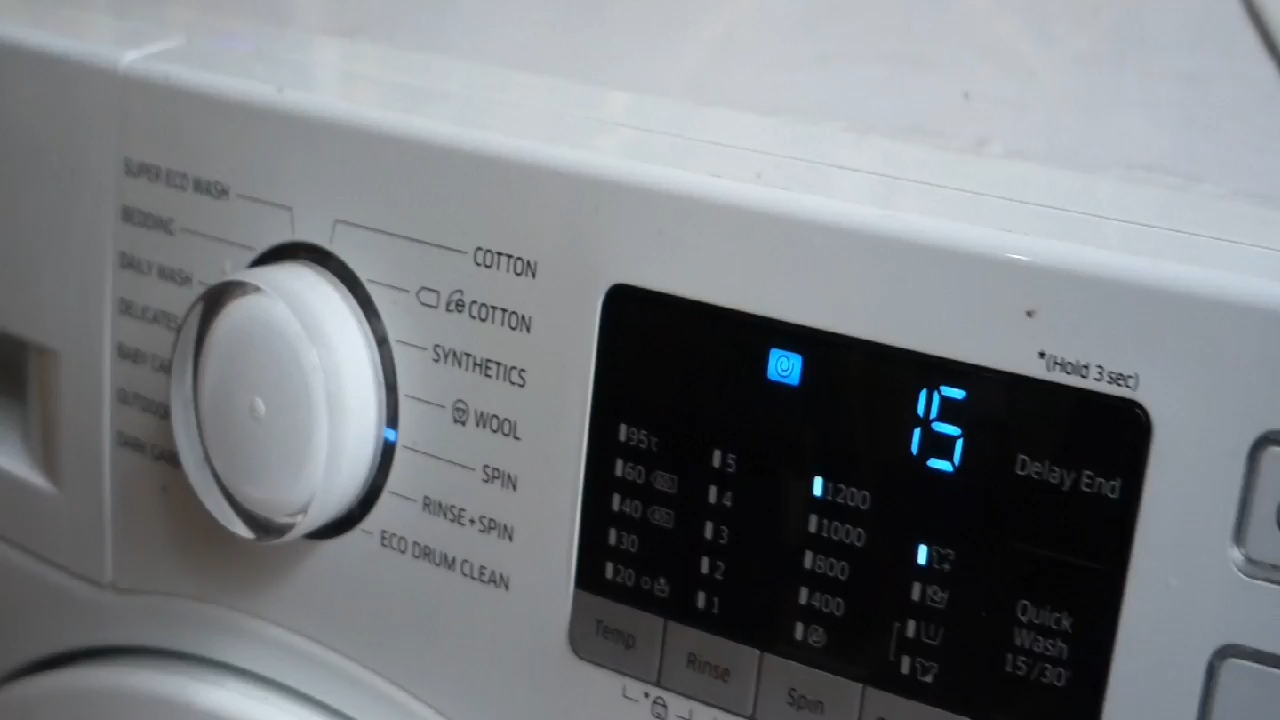 SUPER ECO WASH
BEDDING
DAILY WASH
DELICATES
BABY
COTTON
COTTON
SYNTHETICS
WOOL
SPIN
RINSE+SPIN
ECO DRUM CLEAN
*(Hold 3 sec)
15
Delay End
95℃
60
40
30
20
5
4
3
2
1
1200
1000
800
400
Quick
Wash
15'/30'
Temp
Rinse
Spin